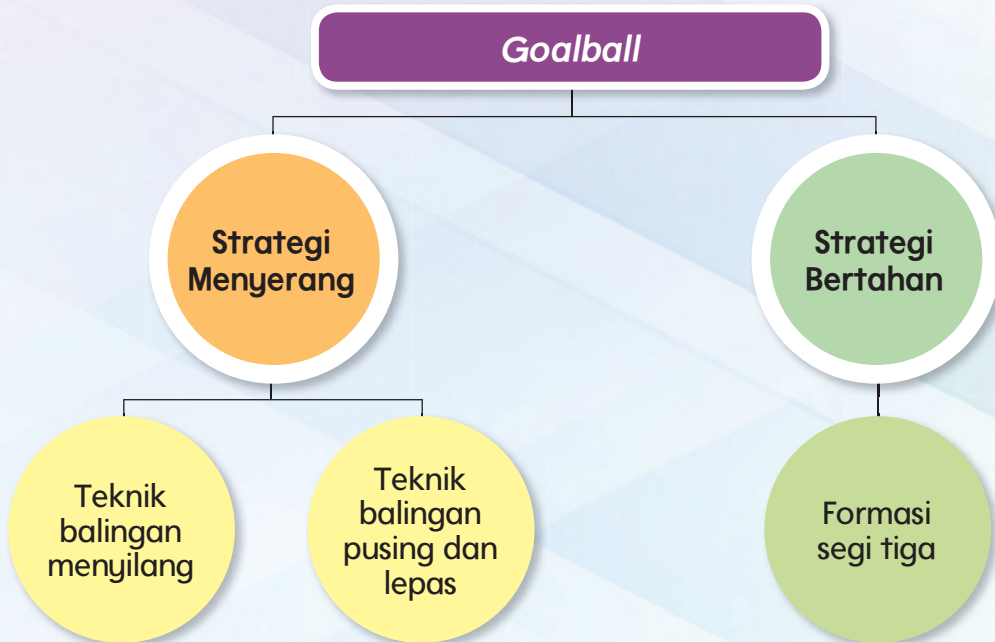 Goalball
Strategi
Menyerang
Strategi
Bertahan
Teknik
balingan
menyilang
Teknik
balingan
pusing dan
lepas
Formasi
segi tiga